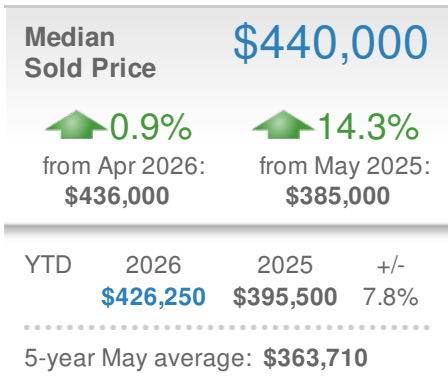 Median
Sold Price
$440,000
0.9%
from Apr 2026:
$436,000
14.3%
from May 2025:
$385,000
YTD 2026 2025 +/-
$426,250 $395,500 7.8%
5-year May average: $363,710